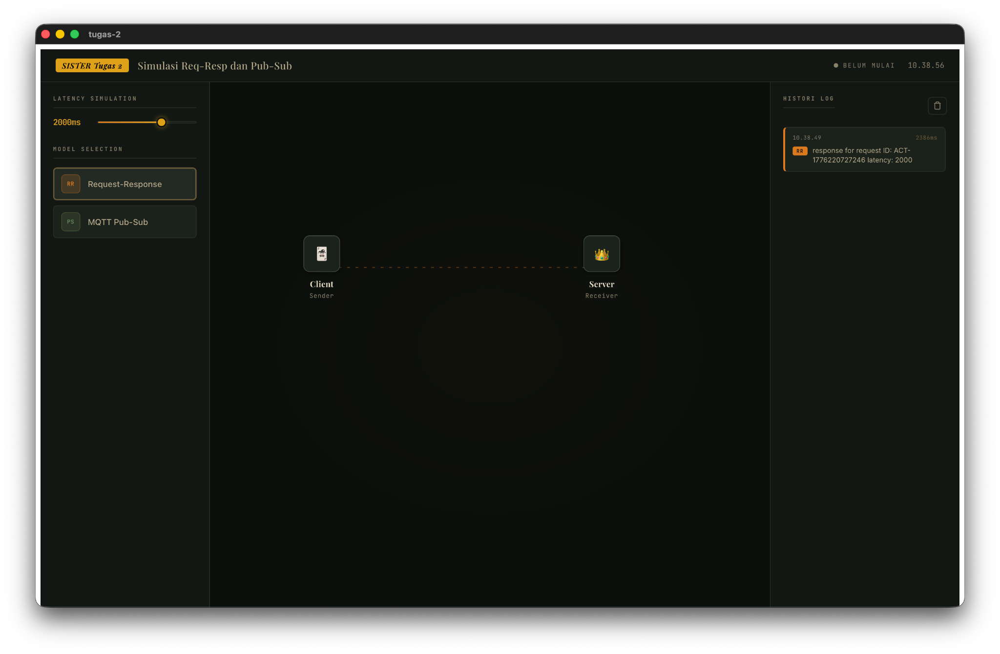 tugas-2
SISTER Tugas 2
Simulasi Req-Resp dan Pub-Sub
BELUM MULAI
10.38.56
LATENCY SIMULATION
2000ms
MODEL SELECTION
RR
Request-Response
PS
MQTT Pub-Sub
Client
Sender
Server
Receiver
HISTORI LOG
10.38.49
2386ms
RR
response for request ID: ACT-
1776220727246 latency: 2000